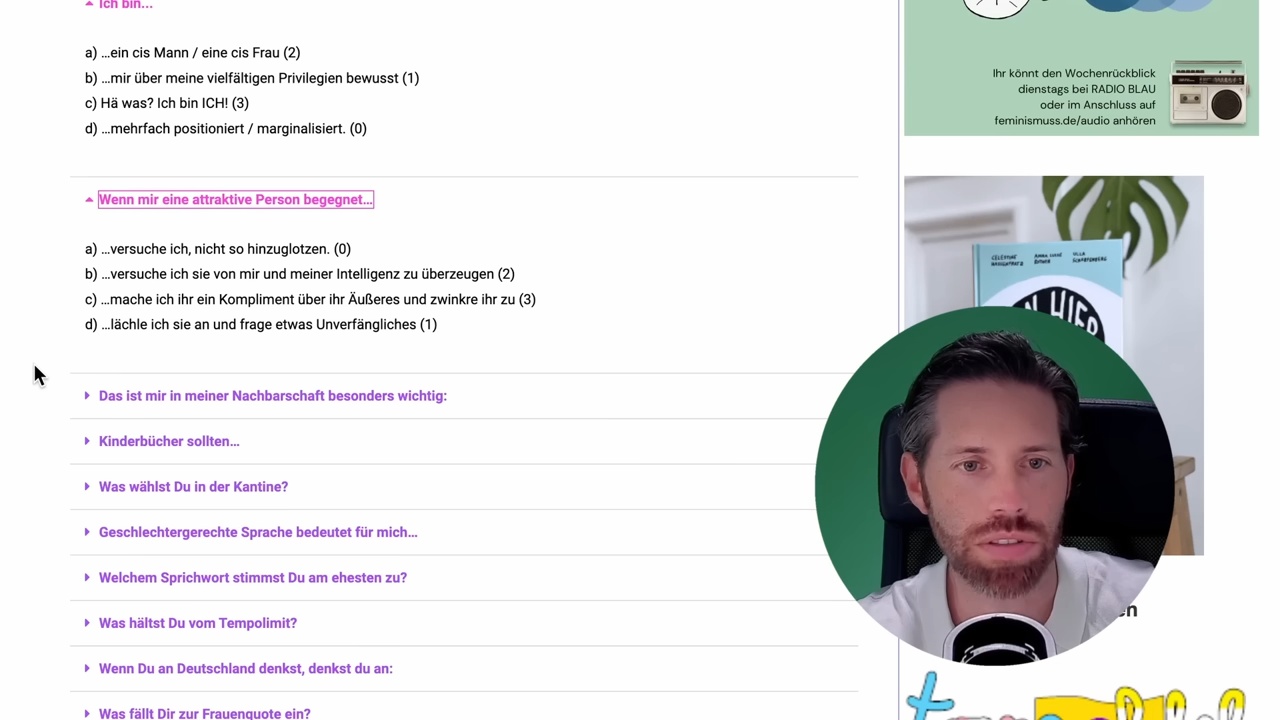 Ich bin...
a) ...ein cis Mann / eine cis Frau (2)
b) ...mir über meine vielfältigen Privilegien bewusst (1)
c) Hä was? Ich bin ICH! (3)
d) ...mehrfach positioniert / marginalisiert. (0)
Wenn mir eine attraktive Person begegnet...
a) ...versuche ich, nicht so hinzuglotzen. (0)
b) ...versuche ich sie von mir und meiner Intelligenz zu überzeugen (2)
c) ...mache ich ihr ein Kompliment über ihr Äußeres und zwinkre ihr zu (3)
d) ...lächle ich sie an und frage etwas Unverfängliches (1)
Das ist mir in meiner Nachbarschaft besonders wichtig:
Kinderbücher sollten...
Was wählst Du in der Kantine?
Geschlechtergerechte Sprache bedeutet für mich...
Welchem Sprichwort stimmst Du am ehesten zu?
Was hältst Du vom Tempolimit?
Wenn Du an Deutschland denkst, denkst du an:
Was fällt Dir zur Frauenquote ein?
Ihr könnt den Wochenrückblick
dienstags bei RADIO BLAU
oder im Anschluss auf
feminismuss.de/audio anhören
HIER